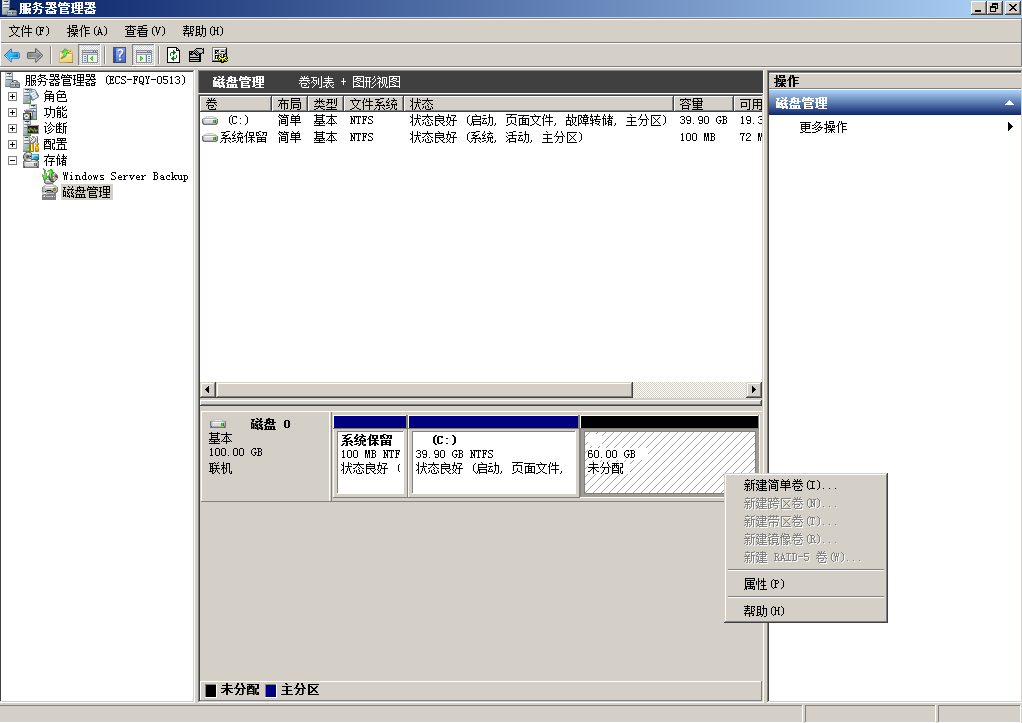 服务器管理器
文件(F) 操作(A) 查看(V) 帮助(H)
服务器管理器 (ECS-FQY-0513)
角色
功能
诊断
配置
存储
Windows Server Backup
磁盘管理
磁盘管理 卷列表 + 图形视图
卷 布局 类型 文件系统 状态 容量 可用
(C:) 简单 基本 NTFS 状态良好 (启动, 页面文件, 故障转储, 主分区) 39.90 GB 19.3
系统保留 简单 基本 NTFS 状态良好 (系统, 活动, 主分区) 100 MB 72 M
磁盘 0
基本
100.00 GB
联机
系统保留
100 MB NTF
状态良好 (
(C:)
39.90 GB NTFS
状态良好 (启动, 页面文件,
60.00 GB
未分配
未分配 主分区
操作
磁盘管理
更多操作
新建简单卷(I)...
新建跨区卷(N)...
新建带区卷(T)...
新建镜像卷(R)...
新建 RAID-5 卷(W)...
属性(P)
帮助(H)